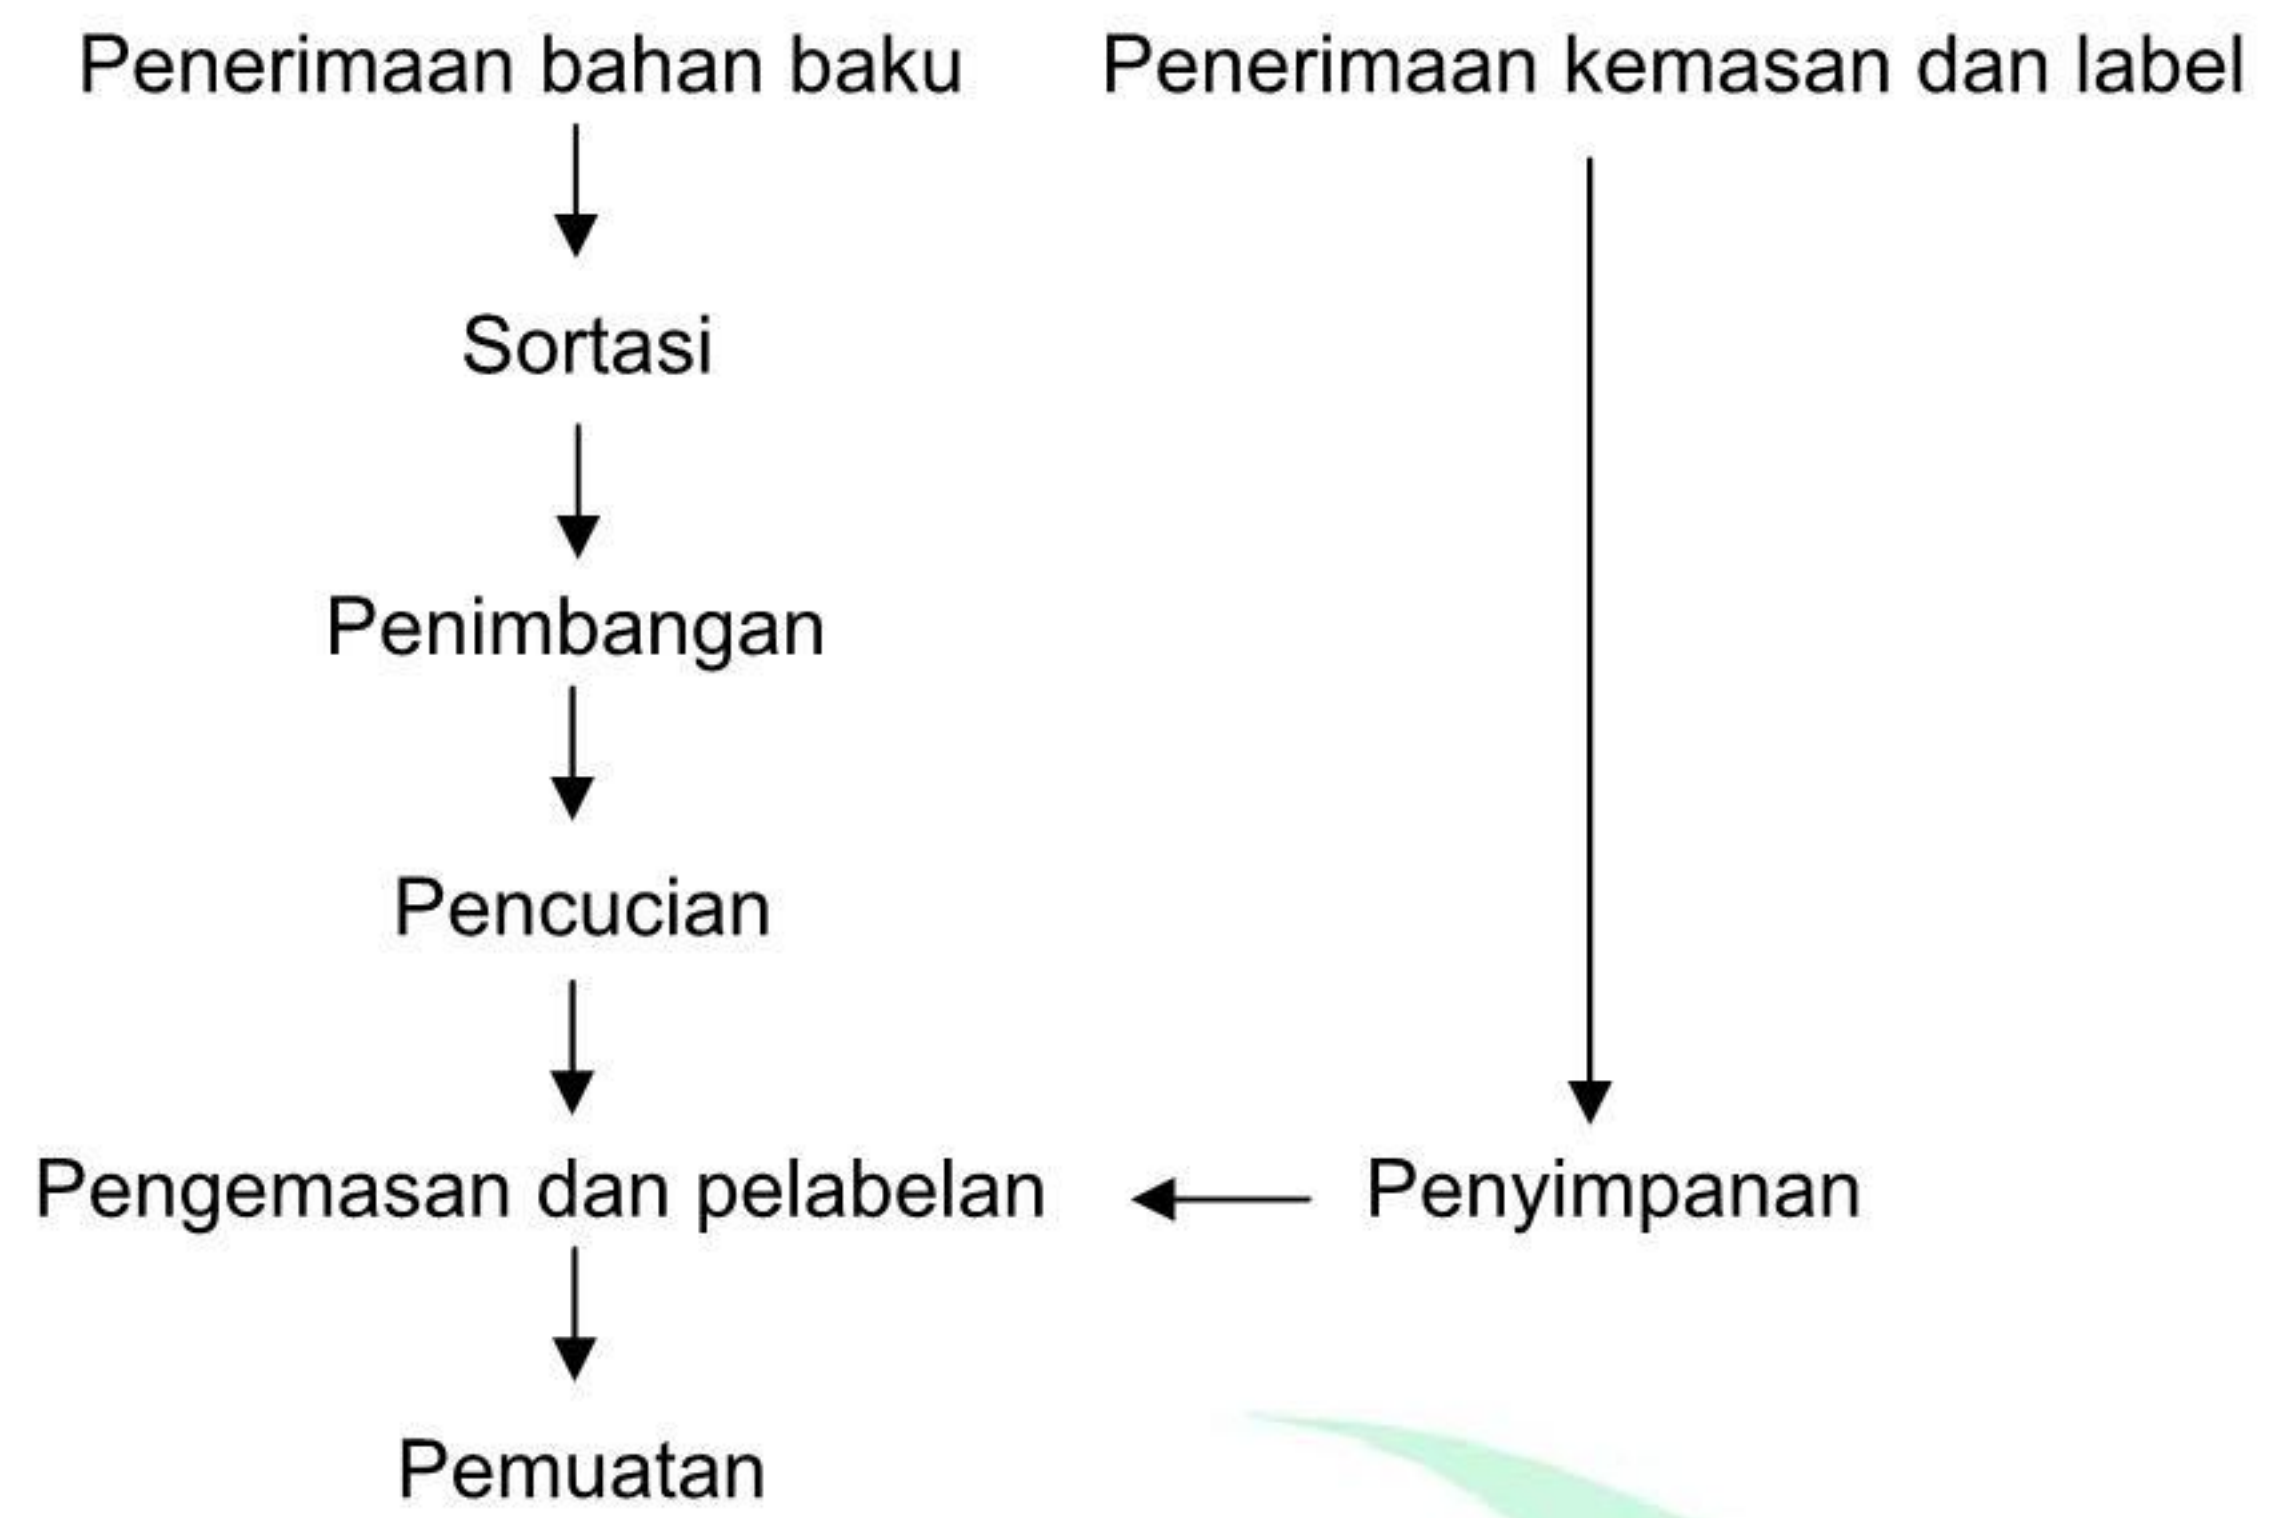 Penerimaan bahan baku
Penerimaan kemasan dan label
Sortasi
Penimbangan
Pencucian
Pengemasan dan pelabelan
Penyimpanan
Pemuatan